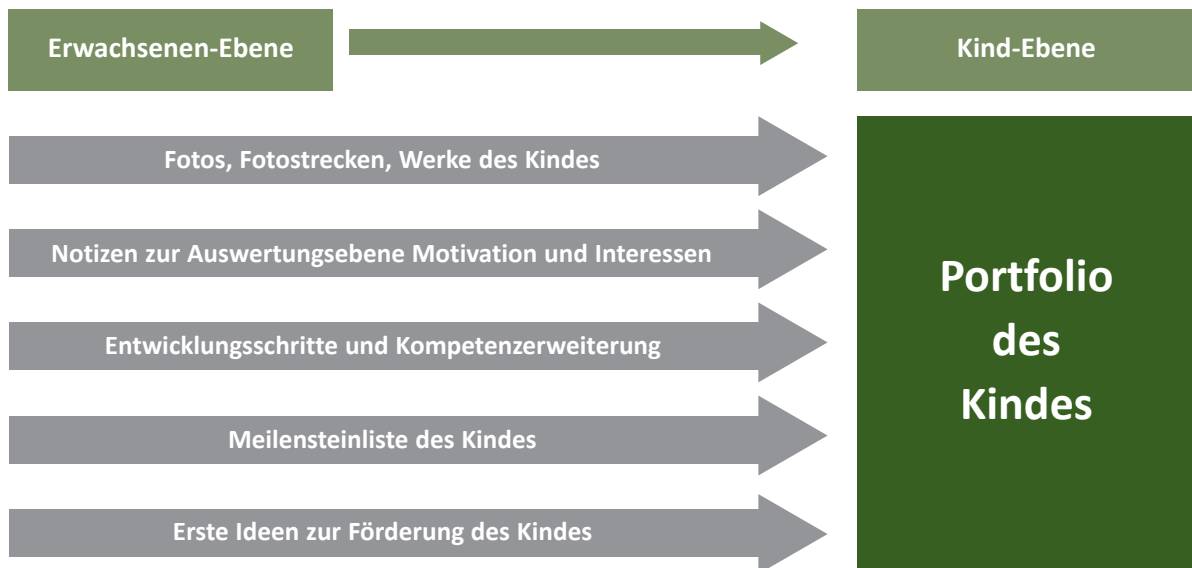 Erwachsenen-Ebene
Kind-Ebene
Fotos, Fotostrecken, Werke des Kindes
Notizen zur Auswertungsebene Motivation und Interessen
Entwicklungsschritte und Kompetenzerweiterung
Meilensteinliste des Kindes
Erste Ideen zur Förderung des Kindes
Portfolio
des
Kindes